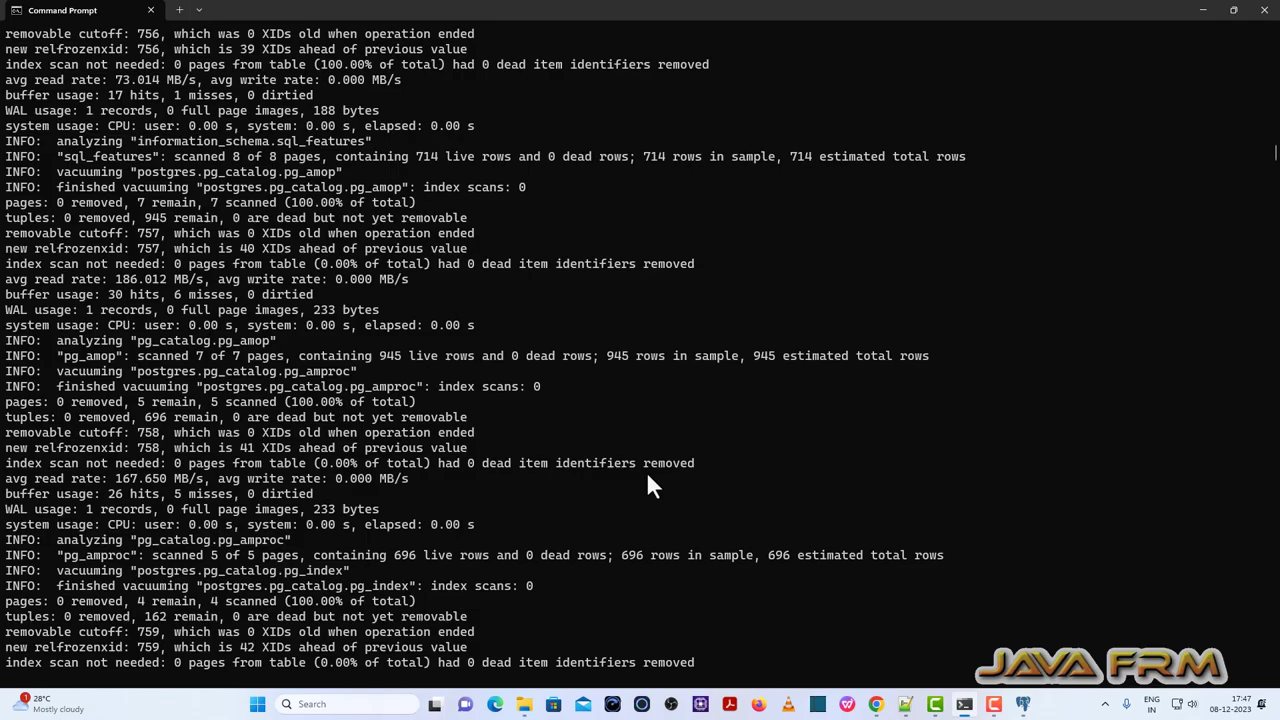 Command Prompt
removable cutoff: 756, which was 0 XIDs old when operation ended
new relfrozenxid: 756, which is 39 XIDs ahead of previous value
index scan not needed: 0 pages from table (100.00% of total) had 0 dead item identifiers removed
avg read rate: 73.014 MB/s, avg write rate: 0.000 MB/s
buffer usage: 17 hits, 1 misses, 0 dirtied
WAL usage: 1 records, 0 full page images, 188 bytes
system usage: CPU: user: 0.00 s, system: 0.00 s, elapsed: 0.00 s
INFO:  analyzing "information_schema.sql_features"
INFO:  "sql_features": scanned 8 of 8 pages, containing 714 live rows and 0 dead rows; 714 rows in sample, 714 estimated total rows
INFO:  vacuuming "postgres.pg_catalog.pg_amop"
INFO:  finished vacuuming "postgres.pg_catalog.pg_amop": index scans: 0
pages: 0 removed, 7 remain, 7 scanned (100.00% of total)
tuples: 0 removed, 945 remain, 0 are dead but not yet removable
removable cutoff: 757, which was 0 XIDs old when operation ended
new relfrozenxid: 757, which is 40 XIDs ahead of previous value
index scan not needed: 0 pages from table (0.00% of total) had 0 dead item identifiers removed
avg read rate: 186.012 MB/s, avg write rate: 0.000 MB/s
buffer usage: 30 hits, 6 misses, 0 dirtied
WAL usage: 1 records, 0 full page images, 233 bytes
system usage: CPU: user: 0.00 s, system: 0.00 s, elapsed: 0.00 s
INFO:  analyzing "pg_catalog.pg_amop"
INFO:  "pg_amop": scanned 7 of 7 pages, containing 945 live rows and 0 dead rows; 945 rows in sample, 945 estimated total rows
INFO:  vacuuming "postgres.pg_catalog.pg_amproc"
INFO:  finished vacuuming "postgres.pg_catalog.pg_amproc": index scans: 0
pages: 0 removed, 5 remain, 5 scanned (100.00% of total)
tuples: 0 removed, 696 remain, 0 are dead but not yet removable
removable cutoff: 758, which was 0 XIDs old when operation ended
new relfrozenxid: 758, which is 41 XIDs ahead of previous value
index scan not needed: 0 pages from table (0.00% of total) had 0 dead item identifiers removed
avg read rate: 167.650 MB/s, avg write rate: 0.000 MB/s
buffer usage: 26 hits, 5 misses, 0 dirtied
WAL usage: 1 records, 0 full page images, 233 bytes
system usage: CPU: user: 0.00 s, system: 0.00 s, elapsed: 0.00 s
INFO:  analyzing "pg_catalog.pg_amproc"
INFO:  "pg_amproc": scanned 5 of 5 pages, containing 696 live rows and 0 dead rows; 696 rows in sample, 696 estimated total rows
INFO:  vacuuming "postgres.pg_catalog.pg_index"
INFO:  finished vacuuming "postgres.pg_catalog.pg_index": index scans: 0
pages: 0 removed, 4 remain, 4 scanned (100.00% of total)
tuples: 0 removed, 162 remain, 0 are dead but not yet removable
removable cutoff: 759, which was 0 XIDs old when operation ended
new relfrozenxid: 759, which is 42 XIDs ahead of previous value
index scan not needed: 0 pages from table (0.00% of total) had 0 dead item identifiers removed
JAVA FRM
1
28°C
Mostly cloudy
Search
ENG
IN
17:47
08-12-2023